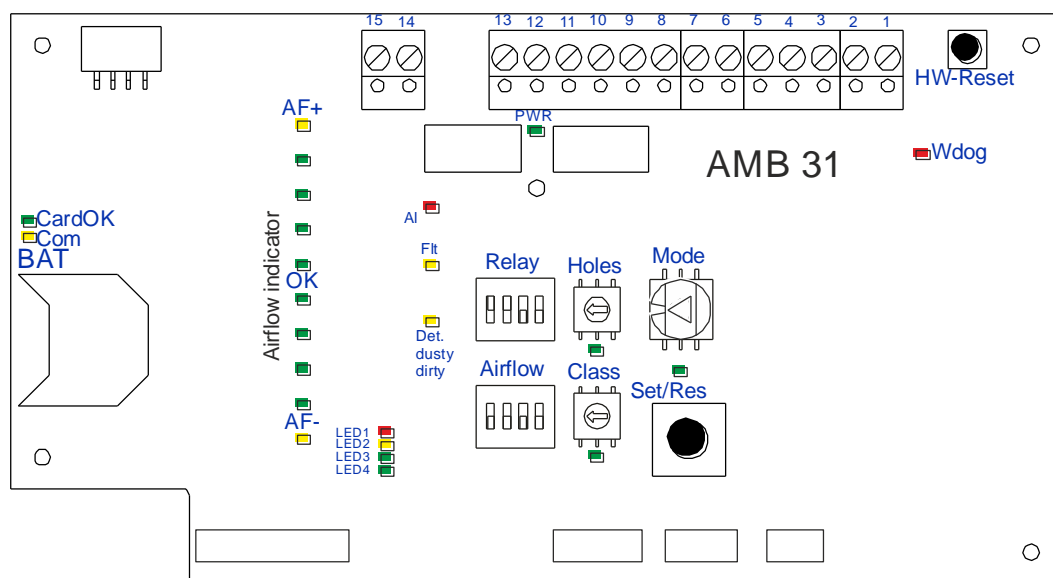 15 14
13 12 11 10 9 8 7 6 5 4 3 2 1
HW-Reset
AF+
PWR
AMB 31
Wdog
Al
CardOK
Com
BAT
Airflow indicator
OK
Flt
Relay
Holes
Mode
Det.
dusty
dirty
Airflow
Class
Set/Res
AF-
LED1
LED2
LED3
LED4